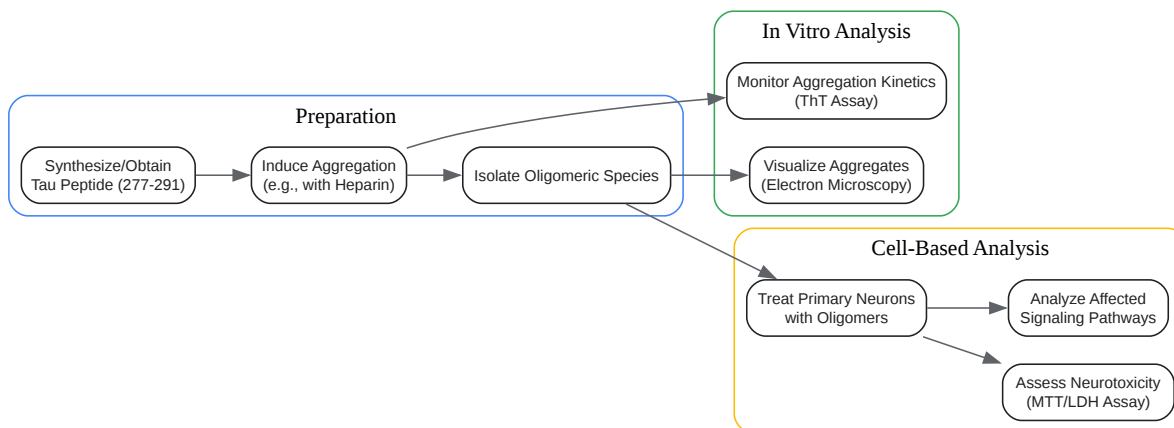 In Vitro Analysis
Monitor Aggregation Kinetics
(ThT Assay)
Preparation
Synthesize/Obtain
Tau Peptide (277-291)
Induce Aggregation
(e.g., with Heparin)
Isolate Oligomeric Species
Visualize Aggregates
(Electron Microscopy)
Cell-Based Analysis
Treat Primary Neurons
with Oligomers
Analyze Affected
Signaling Pathways
Assess Neurotoxicity
(MTT/LDH Assay)